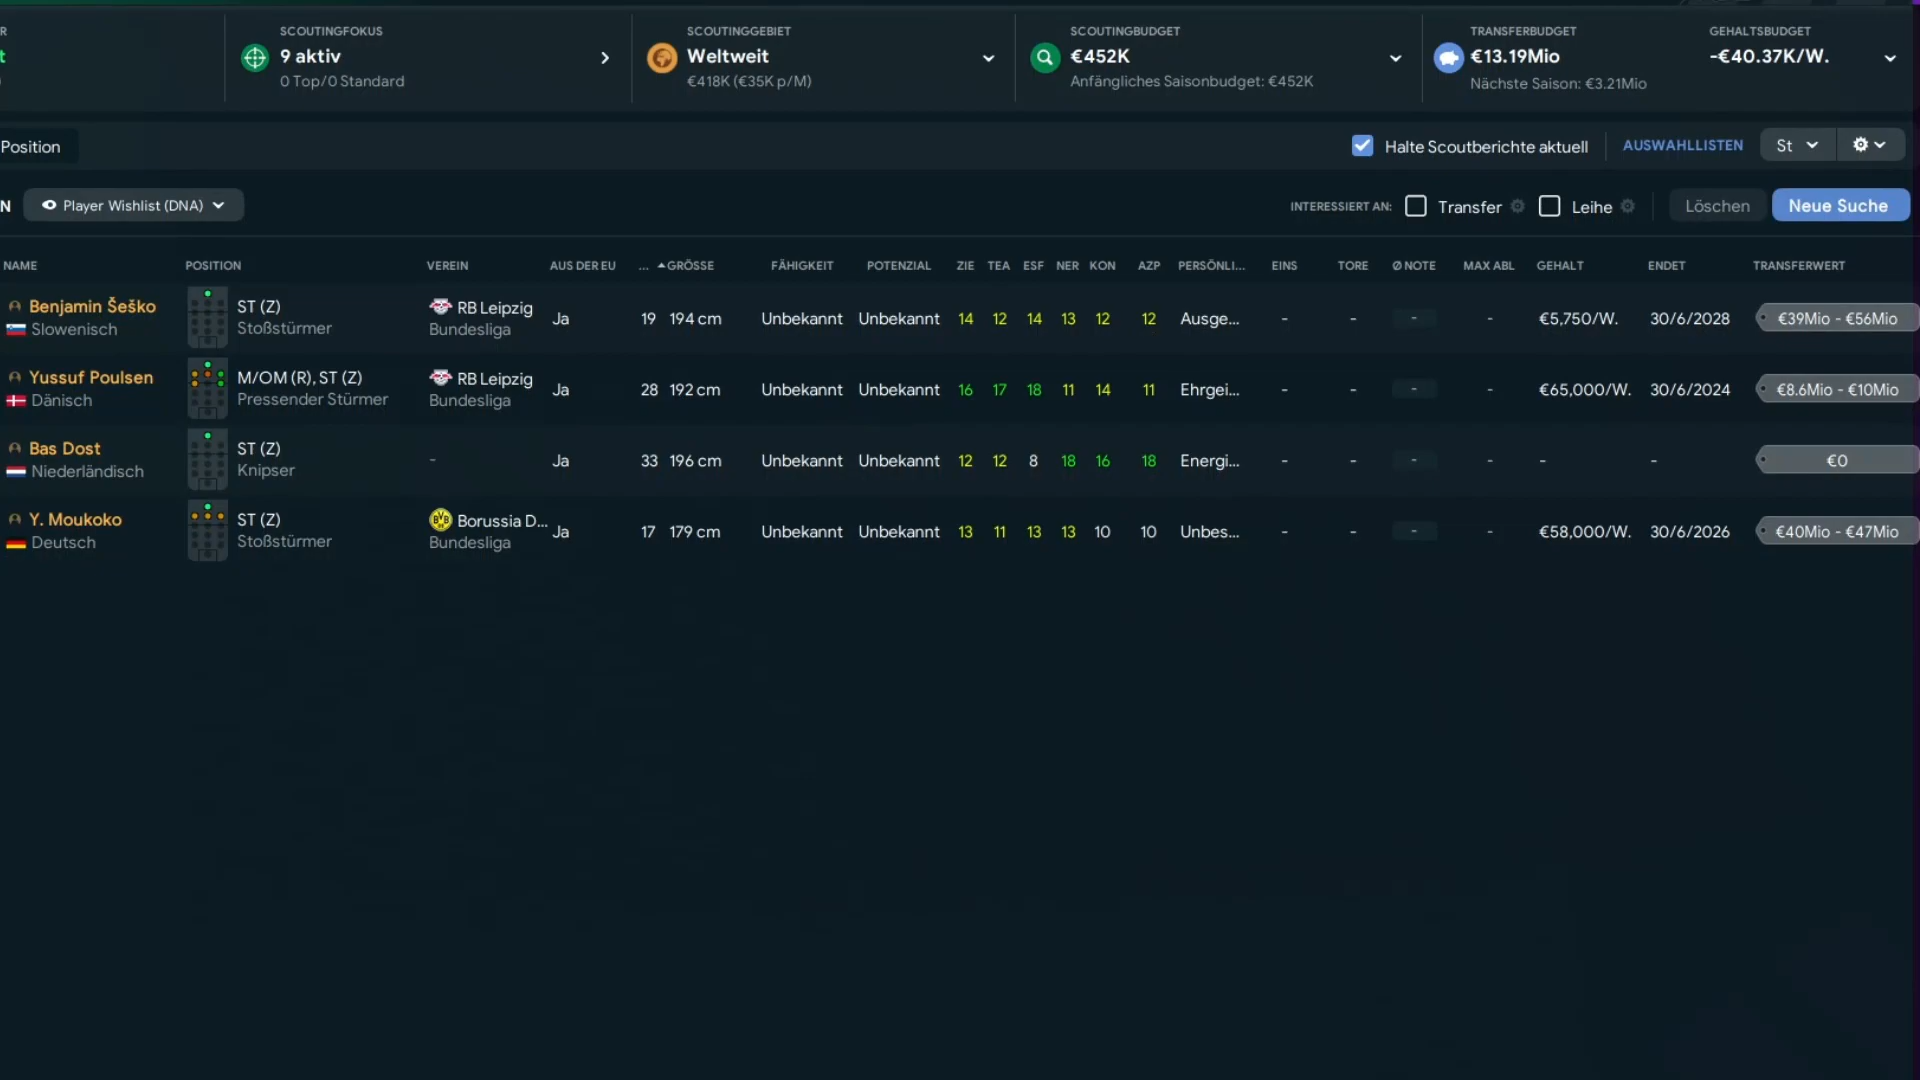 R
SCOUTINGFOKUS
SCOUTINGGEBIET
SCOUTINGBUDGET
TRANSFERBUDGET
GEHALTSBUDGET
t
9 aktiv
Weltweit
€452K
€13.19Mio
-€40.37K/W.
0 Top/0 Standard
€418K (€35K p/M)
Anfängliches Saisonbudget: €452K
Nächste Saison: €3.21Mio
Position
Halte Scoutberichte aktuell
AUSWAHLLISTEN
St
N
Player Wishlist (DNA)
INTERESSIERT AN:
Transfer
Leihe
Löschen
Neue Suche
NAME POSITION VEREIN AUS DER EU ... GRÖSSE FÄHIGKEIT POTENZIAL ZIE TEA ESF NER KON AZP PERSÖNLI... EINS TORE Ø NOTE MAX ABL GEHALT ENDET TRANSFERWERT
Benjamin Šeško ST (Z) RB Leipzig
Slowenisch Stoßstürmer Bundesliga
Ja 19 194 cm Unbekannt Unbekannt 14 12 14 13 12 12 Ausge... - - - - €5,750/W. 30/6/2028 €39Mio - €56Mio
Yussuf Poulsen M/OM (R), ST (Z) RB Leipzig
Dänisch Pressender Stürmer Bundesliga
Ja 28 192 cm Unbekannt Unbekannt 16 17 18 11 14 11 Ehrgei... - - - - €65,000/W. 30/6/2024 €8.6Mio - €10Mio
Bas Dost ST (Z)
Niederländisch Knipser
- Ja 33 196 cm Unbekannt Unbekannt 12 12 8 18 16 18 Energi... - - - - - - €0
Y. Moukoko ST (Z) Borussia D...
Deutsch Stoßstürmer Bundesliga
Ja 17 179 cm Unbekannt Unbekannt 13 11 13 13 10 10 Unbes... - - - - €58,000/W. 30/6/2026 €40Mio - €47Mio